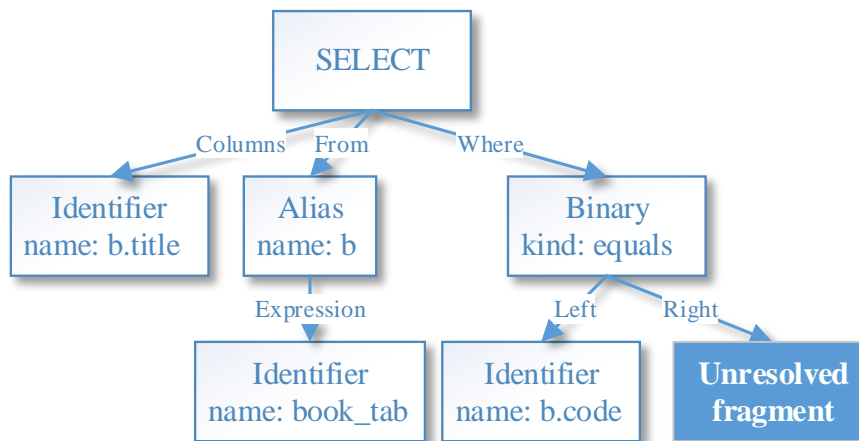 SELECT
Columns
From
Where
Identifier
name: b.title
Alias
name: b
Binary
kind: equals
Expression
Left
Right
Identifier
name: book_tab
Identifier
name: b.code
Unresolved
fragment